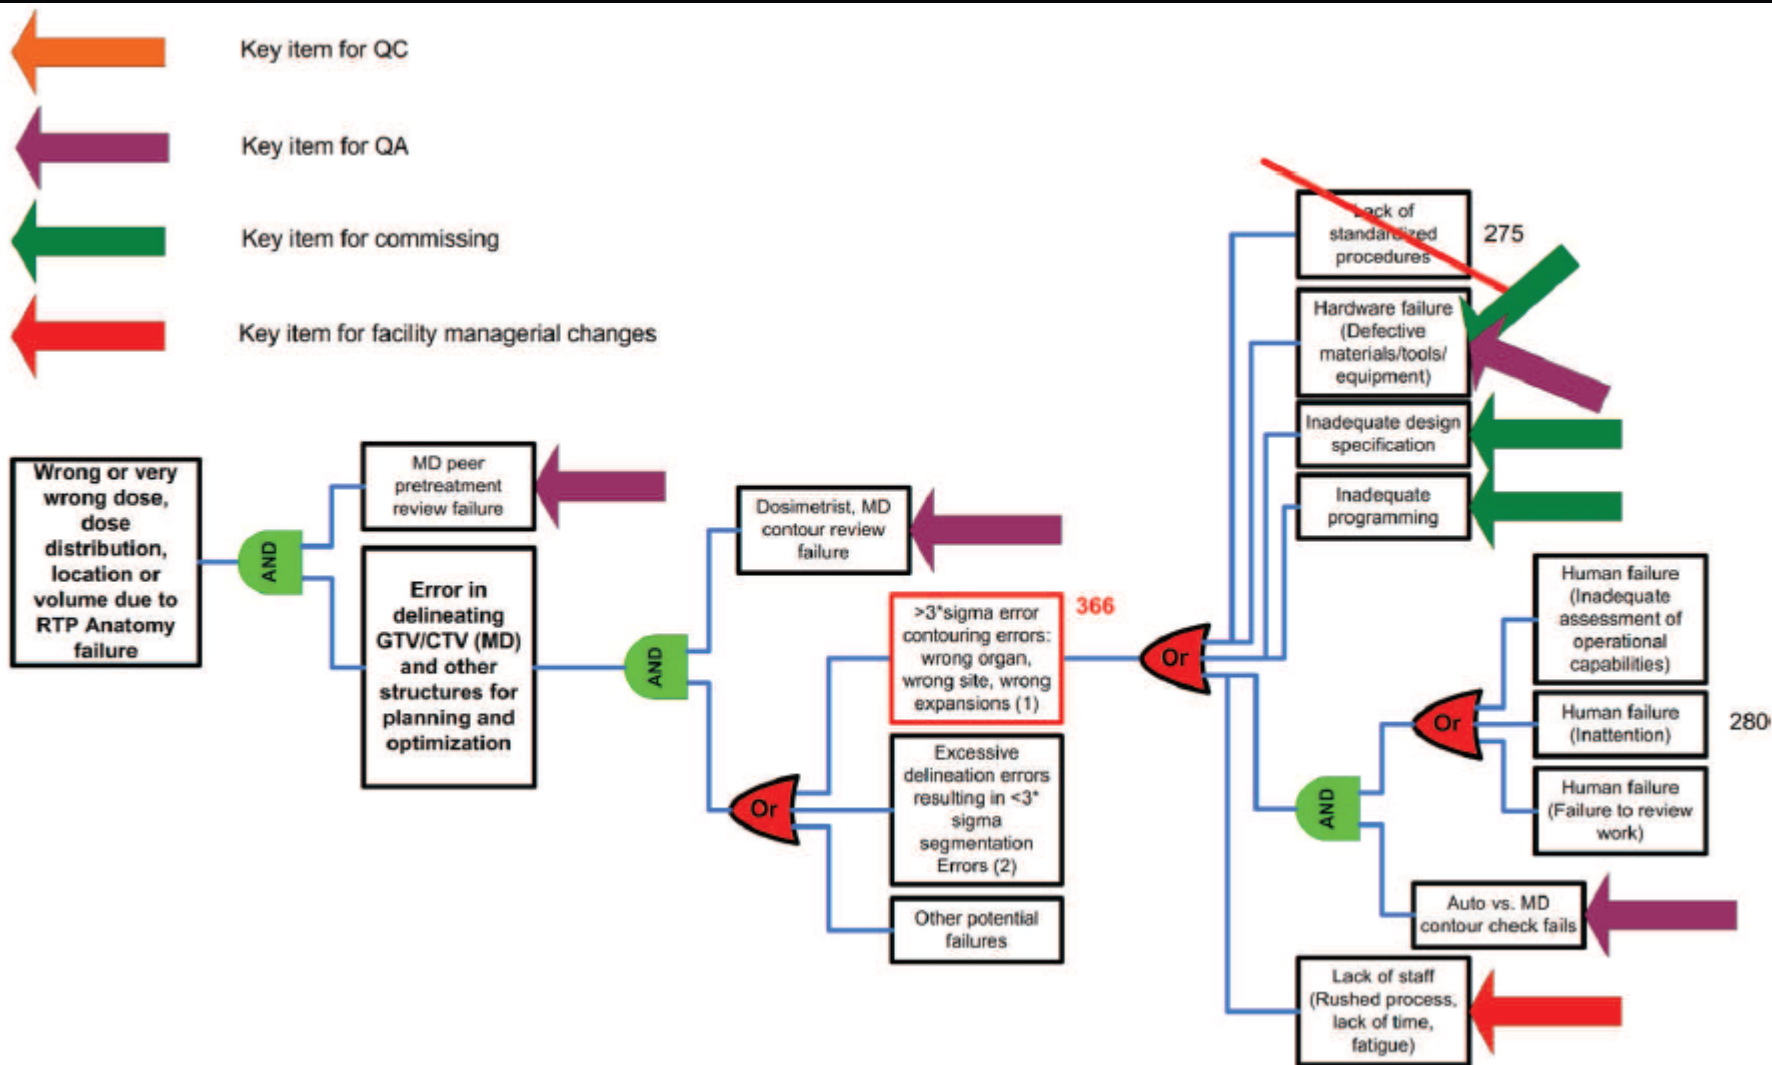 Key item for QC
Key item for QA
Key item for commissing
Key item for facility managerial changes
Wrong or very
wrong dose,
dose
distribution,
location or
volume due to
RTP Anatomy
failure
AND
MD peer
pretreatment
review failure
Error in
delineating
GTV/CTV (MD)
and other
structures for
planning and
optimization
AND
Dosimetrist, MD
contour review
failure
Or
>3*sigma error
contouring errors:
wrong organ,
wrong site, wrong
expansions (1)
366
Excessive
delineation errors
resulting in <3*
sigma
segmentation
Errors (2)
Other potential
failures
Or
Lack of
standardized
procedures
275
Hardware failure
(Defective
materials/tools/
equipment)
Inadequate design
specification
Inadequate
programming
AND
Or
Human failure
(Inadequate
assessment of
operational
capabilities)
Human failure
(Inattention)
280
Human failure
(Failure to review
work)
Auto vs. MD
contour check fails
Lack of staff
(Rushed process,
lack of time,
fatigue)